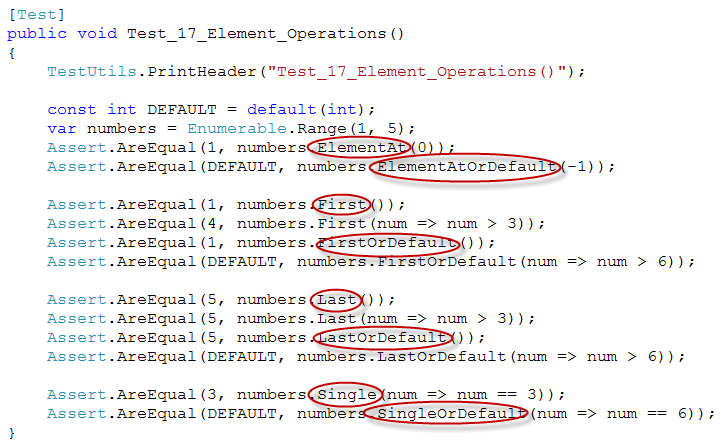 [Test]
public void Test_17_Element_Operations()
{
TestUtils.PrintHeader("Test_17_Element_Operations()");
const int DEFAULT = default(int);
var numbers = Enumerable.Range(1, 5);
Assert.AreEqual(1, numbers.ElementAt(0));
Assert.AreEqual(DEFAULT, numbers.ElementAtOrDefault(-1));
Assert.AreEqual(1, numbers.First());
Assert.AreEqual(4, numbers.First(num => num > 3));
Assert.AreEqual(1, numbers.FirstOrDefault());
Assert.AreEqual(DEFAULT, numbers.FirstOrDefault(num => num > 6));
Assert.AreEqual(5, numbers.Last());
Assert.AreEqual(5, numbers.Last(num => num > 3));
Assert.AreEqual(5, numbers.LastOrDefault());
Assert.AreEqual(DEFAULT, numbers.LastOrDefault(num => num > 6));
Assert.AreEqual(3, numbers.Single(num => num == 3));
Assert.AreEqual(DEFAULT, numbers.SingleOrDefault(num => num == 6));
}